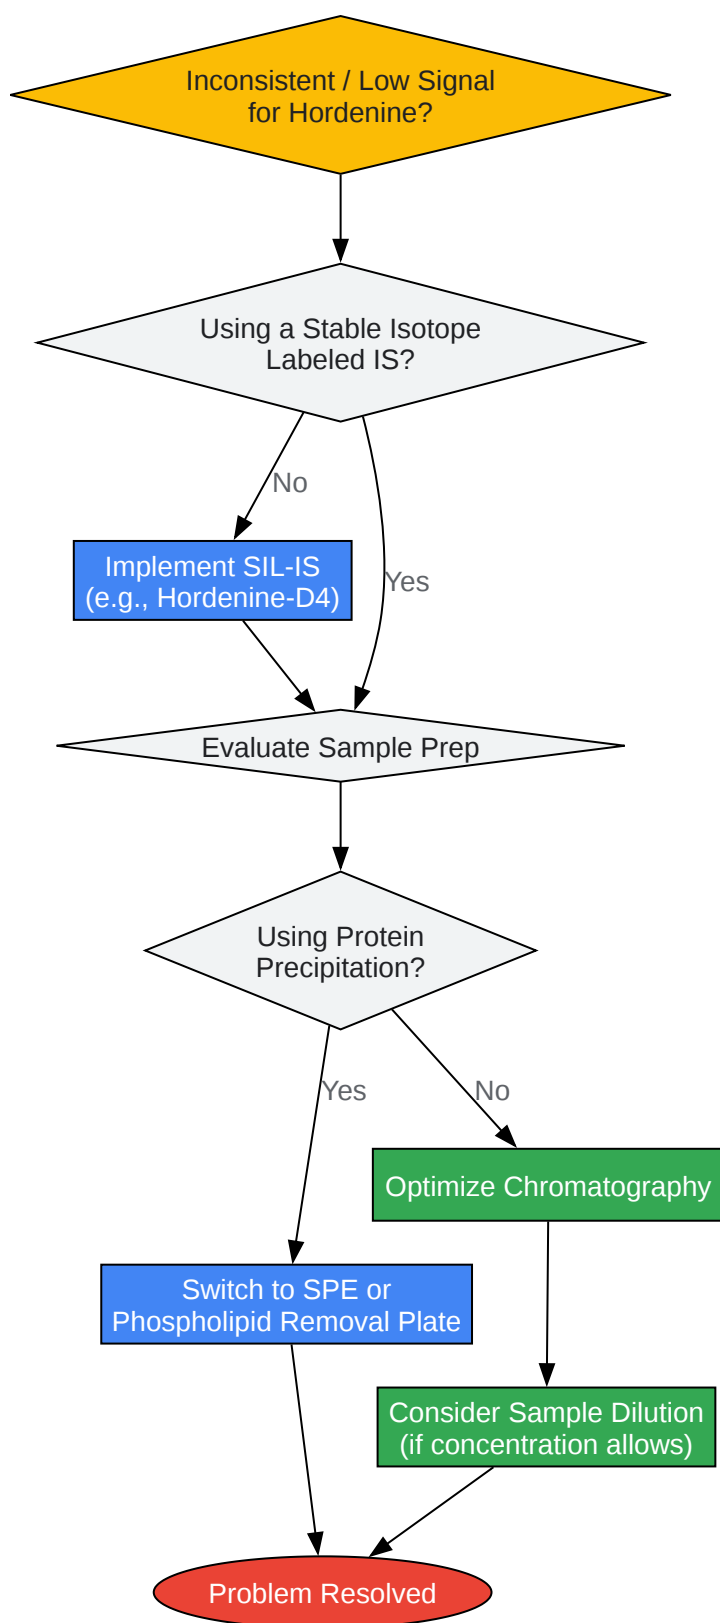 Inconsistent / Low Signal
for Hordenine?
Using a Stable Isotope
Labeled IS?
No
Implement SIL-IS
(e.g., Hordenine-D4)
Yes
Evaluate Sample Prep
Using Protein
Precipitation?
Yes
No
Optimize Chromatography
Switch to SPE or
Phospholipid Removal Plate
Consider Sample Dilution
(if concentration allows)
Problem Resolved